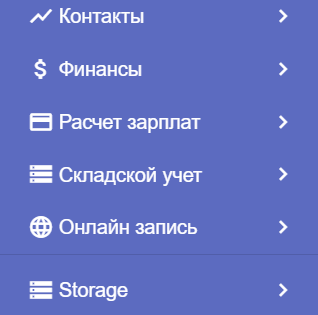 Контакты
Финансы
Расчет зарплат
Складской учет
Онлайн запись
Storage